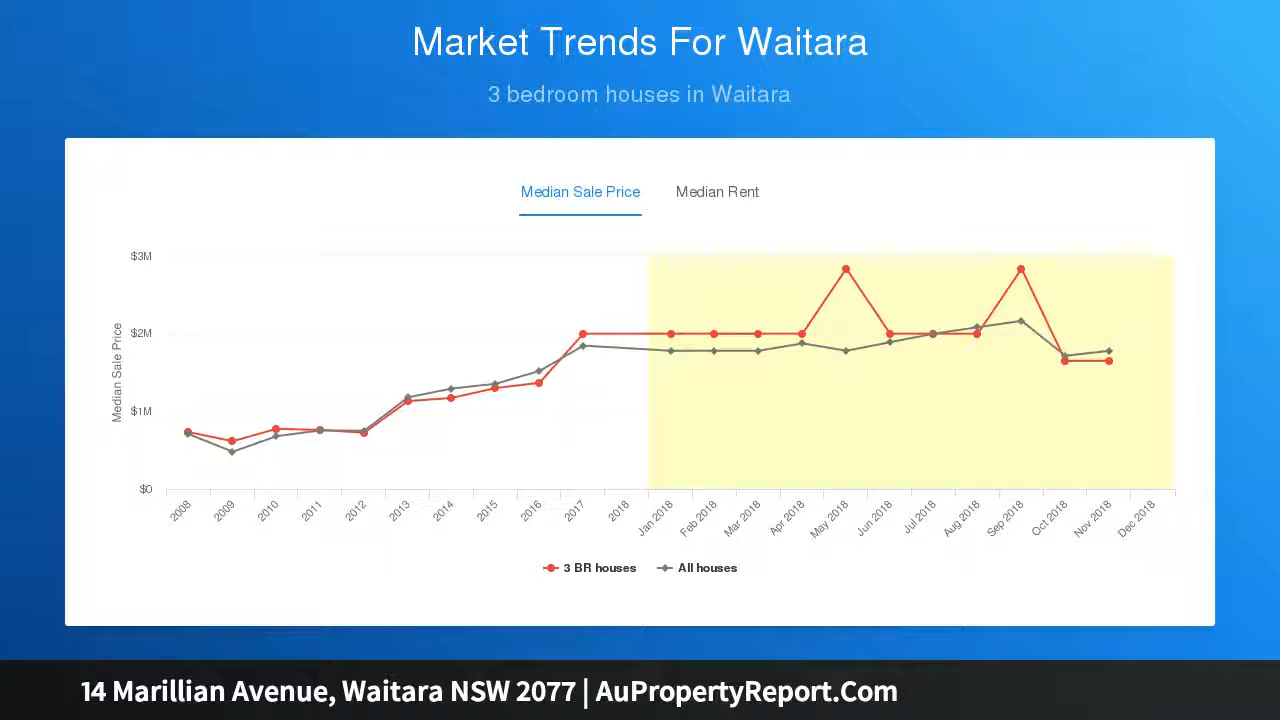 Market Trends For Waitara
3 bedroom houses in Waitara
Median Sale Price
Median Rent
Median Sale Price
$3M
$2M
$1M
$0
2008
2009
2010
2011
2012
2013
2014
2015
2016
2017
2018
Jan 2018
Feb 2018
Mar 2018
Apr 2018
May 2018
Jun 2018
Jul 2018
Aug 2018
Sep 2018
Oct 2018
Nov 2018
Dec 2018
3 BR houses
All houses
14 Marillian Avenue, Waitara NSW 2077 | AuPropertyReport.Com